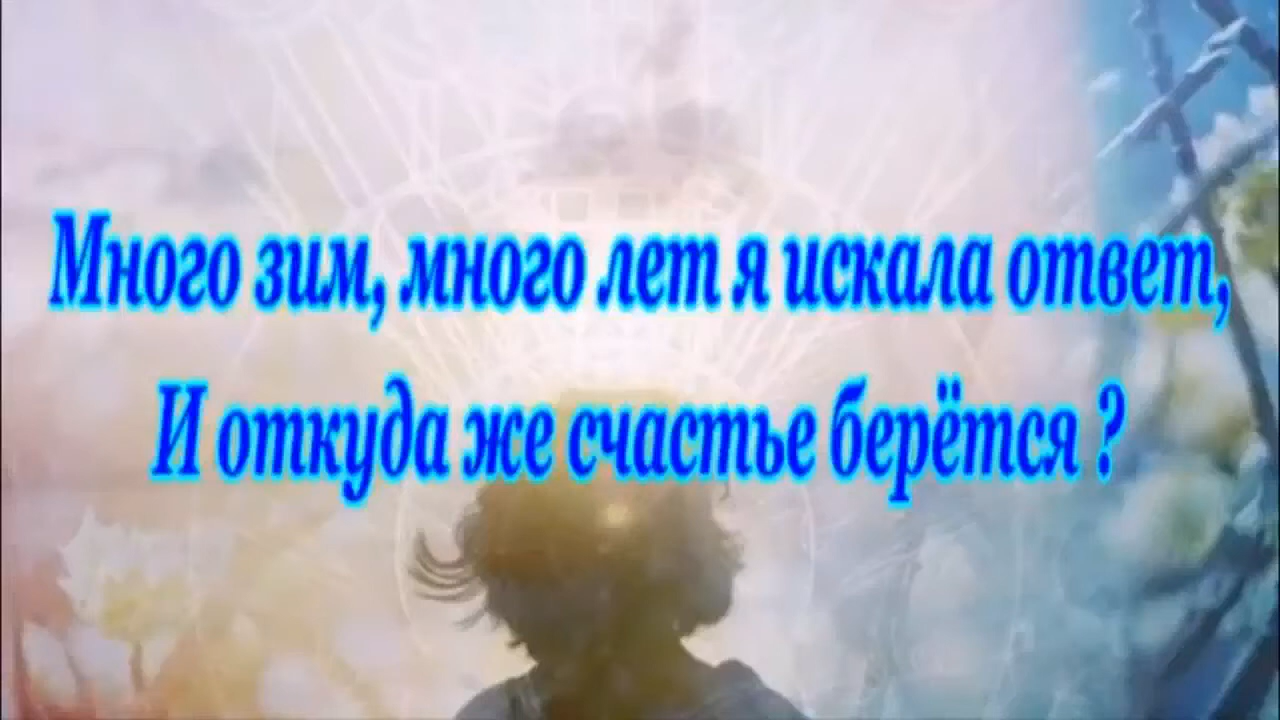 Много зим, много лет я искала ответ,
И откуда же счастье берётся ?